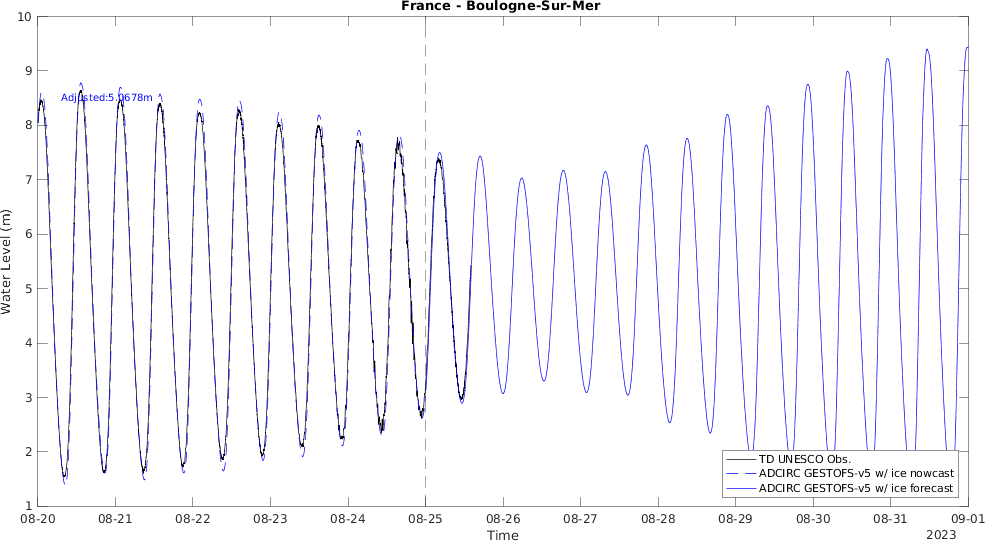 France - Boulogne-Sur-Mer
10
9
8
7
6
5
4
3
2
1
Water Level (m)
Adjusted:5.0678m
TD UNESCO Obs.
ADCIRC GESTOFS-v5 w/ ice nowcast
ADCIRC GESTOFS-v5 w/ ice forecast
08-20 08-21 08-22 08-23 08-24 08-25 08-26 08-27 08-28 08-29 08-30 08-31 09-01
Time
2023